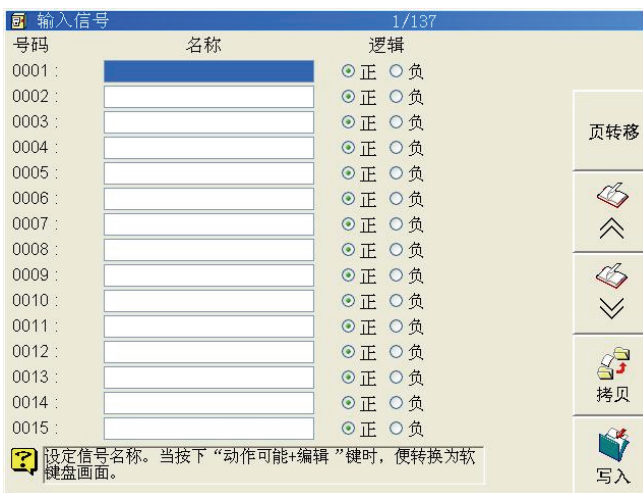 输入信号 1/137
号码 名称 逻辑
0001 : 正 负
0002 : 正 负
0003 : 正 负
0004 : 正 负
0005 : 正 负
0006 : 正 负
0007 : 正 负
0008 : 正 负
0009 : 正 负
0010 : 正 负
0011 : 正 负
0012 : 正 负
0013 : 正 负
0014 : 正 负
0015 : 正 负
页转移
拷贝
写入
设定信号名称。当按下“动作可能+编辑 ”键时，便转换为软
键盘画面。